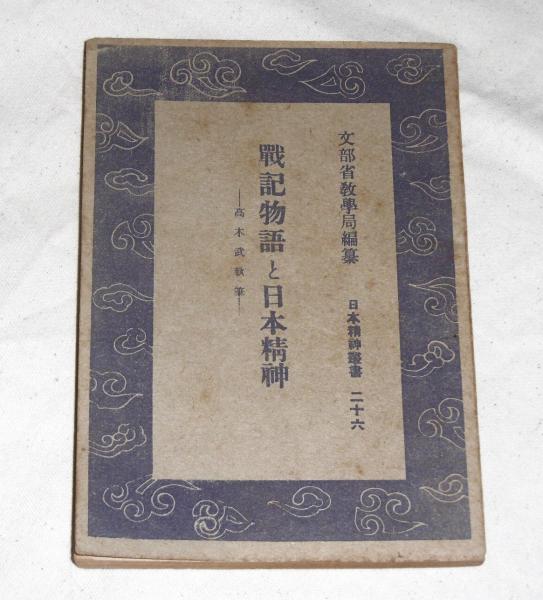 文部省敎學局編纂
日本精神叢書 二十六
戰記物語と日本精神
―高木武執筆―